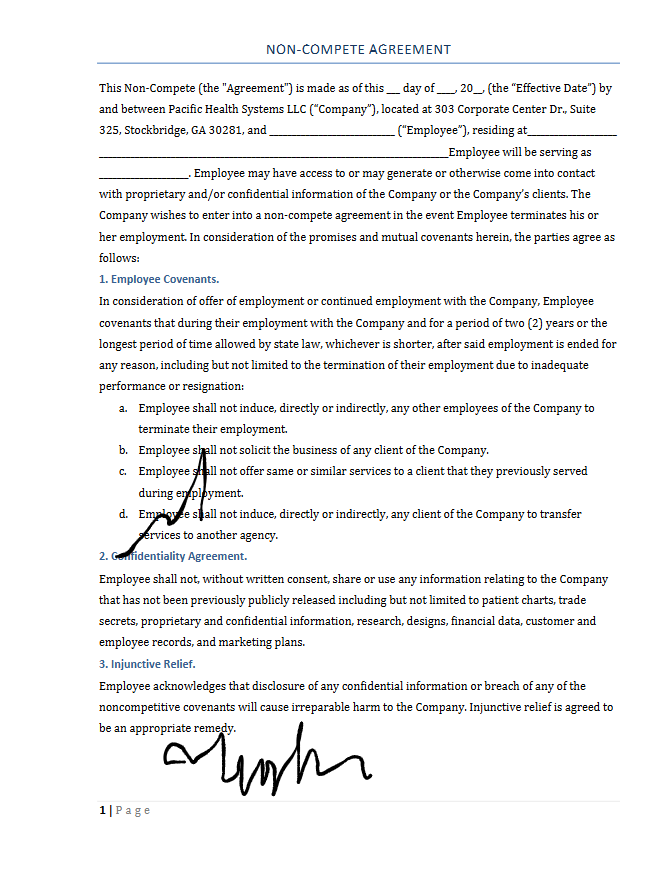 NON-COMPETE AGREEMENT
This Non-Compete (the "Agreement") is made as of this __ day of ___, 20__, (the “Effective Date”) by
and between Pacific Health Systems LLC (“Company”), located at 303 Corporate Center Dr., Suite
325, Stockbridge, GA 30281, and _________________________ (“Employee”), residing at__________________
______________________________________________________________________Employee will be serving as
__________________. Employee may have access to or may generate or otherwise come into contact
with proprietary and/or confidential information of the Company or the Company’s clients. The
Company wishes to enter into a non-compete agreement in the event Employee terminates his or
her employment. In consideration of the promises and mutual covenants herein, the parties agree as
follows:
1. Employee Covenants.
In consideration of offer of employment or continued employment with the Company, Employee
covenants that during their employment with the Company and for a period of two (2) years or the
longest period of time allowed by state law, whichever is shorter, after said employment is ended for
any reason, including but not limited to the termination of their employment due to inadequate
performance or resignation:
a. Employee shall not induce, directly or indirectly, any other employees of the Company to
terminate their employment.
b. Employee shall not solicit the business of any client of the Company.
c. Employee shall not offer same or similar services to a client that they previously served
during employment.
d. Employee shall not induce, directly or indirectly, any client of the Company to transfer
services to another agency.
2. Confidentiality Agreement.
Employee shall not, without written consent, share or use any information relating to the Company
that has not been previously publicly released including but not limited to patient charts, trade
secrets, proprietary and confidential information, research, designs, financial data, customer and
employee records, and marketing plans.
3. Injunctive Relief.
Employee acknowledges that disclosure of any confidential information or breach of any of the
noncompetitive covenants will cause irreparable harm to the Company. Injunctive relief is agreed to
be an appropriate remedy.
1 | P a g e